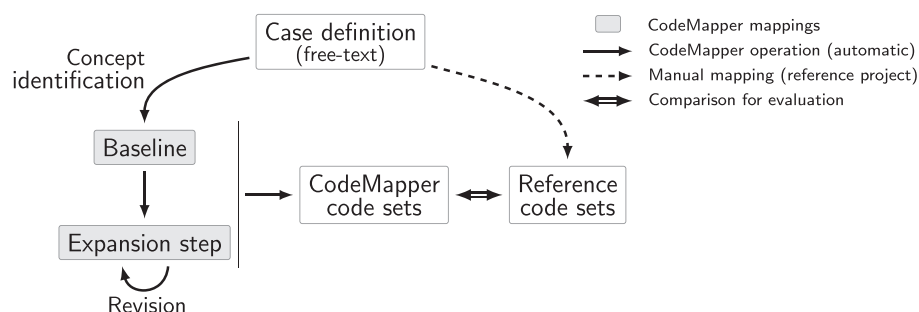 Case definition
(free-text)
Concept
identification
Baseline
Expansion step
Revision
CodeMapper
code sets
Reference
code sets
CodeMapper mappings
CodeMapper operation (automatic)
Manual mapping (reference project)
Comparison for evaluation